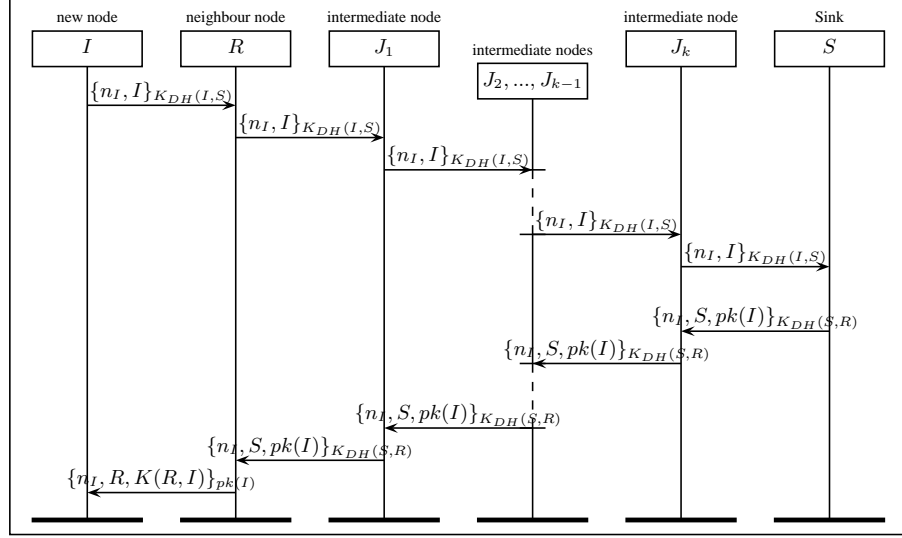 new node neighbour node intermediate node intermediate node Sink
intermediate nodes
I R J_1 J_k S
J_2, ..., J_{k−1}
{n_I, I}_{K_{DH}(I,S)}
{n_I, I}_{K_{DH}(I,S)}
{n_I, I}_{K_{DH}(I,S)}
{n_I, I}_{K_{DH}(I,S)}
{n_I, I}_{K_{DH}(I,S)}
{n_I, S, pk(I)}_{K_{DH}(S,R)}
{n_I, S, pk(I)}_{K_{DH}(S,R)}
{n_I, S, pk(I)}_{K_{DH}(S,R)}
{n_I, S, pk(I)}_{K_{DH}(S,R)}
{n_I, R, K(R, I)}_{pk(I)}